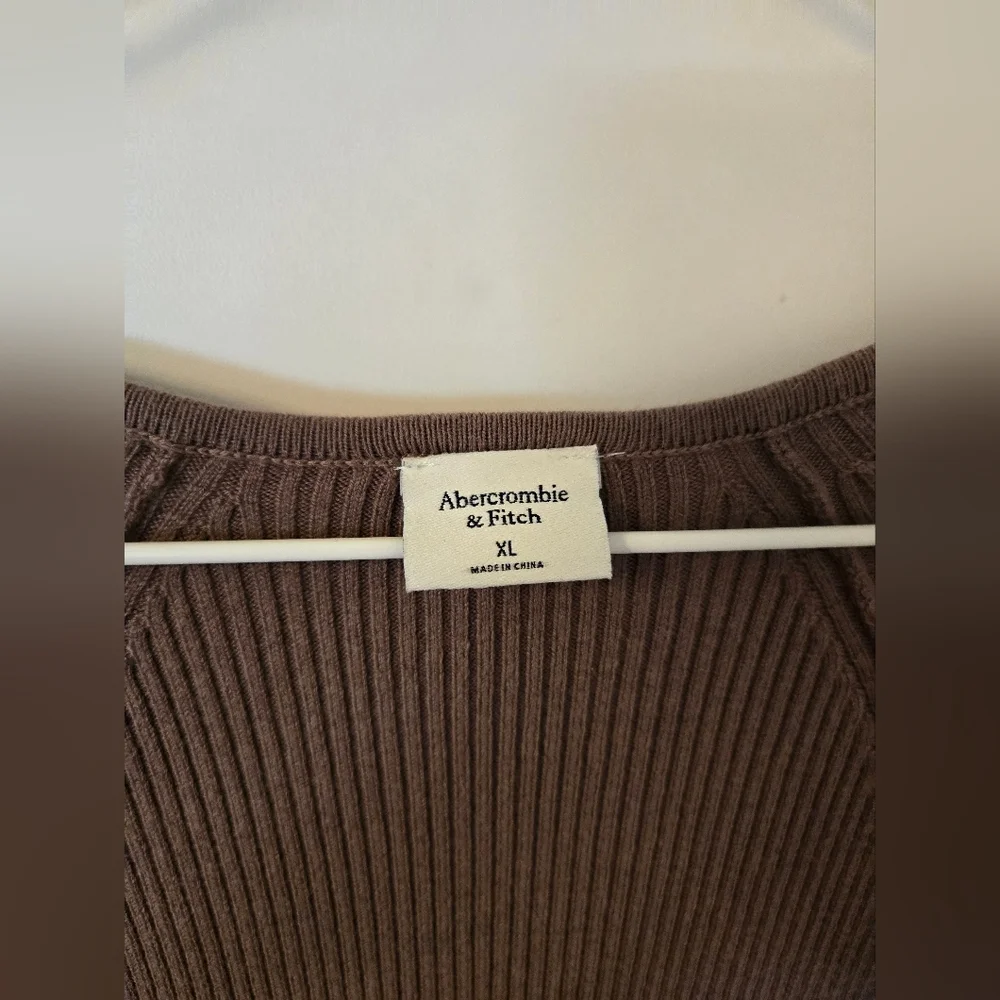 Abercrombie
& Fitch
XL
MADE IN CHINA